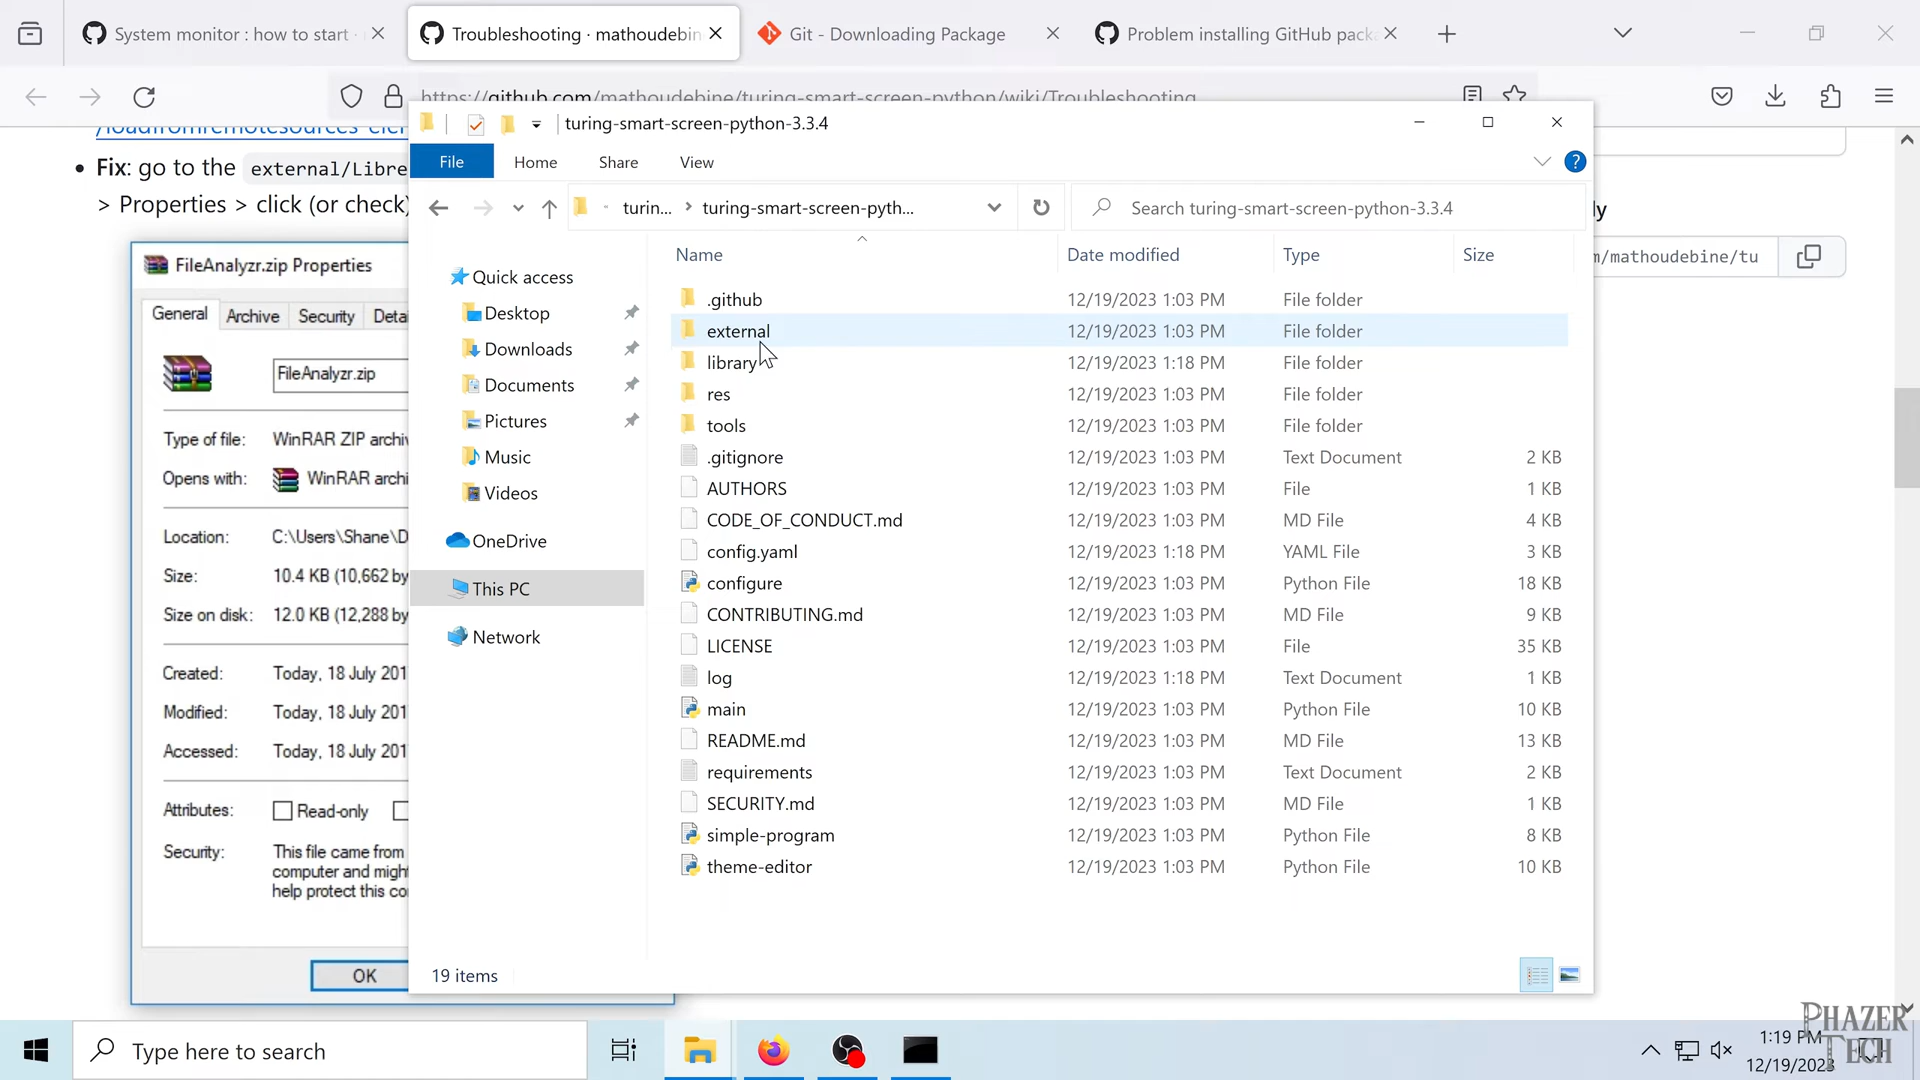 System monitor : how to start ·
Troubleshooting · mathoudebin
Git - Downloading Package
Problem installing GitHub pack
https://github.com/mathoudebine/turing-smart-screen-python/wiki/Troubleshooting
/loadfromremotesources-elem
Fix: go to the external/Libre
> Properties > click (or check)
FileAnalyzr.zip Properties
General Archive Security Detai
FileAnalyzr.zip
Type of file: WinRAR ZIP archiv
Opens with: WinRAR archi
Location: C:\Users\Shane\D
Size: 10.4 KB (10,662 by
Size on disk: 12.0 KB (12,288 by
Created: Today, 18 July 201
Modified: Today, 18 July 201
Accessed: Today, 18 July 201
Attributes: Read-only
Security: This file came from
computer and might
help protect this co
OK
turing-smart-screen-python-3.3.4
File Home Share View
turin... turing-smart-screen-pyth...
Search turing-smart-screen-python-3.3.4
ly
m/mathoudebine/tu
Quick access
Desktop
Downloads
Documents
Pictures
Music
Videos
OneDrive
This PC
Network
Name Date modified Type Size
.github 12/19/2023 1:03 PM File folder
external 12/19/2023 1:03 PM File folder
library 12/19/2023 1:18 PM File folder
res 12/19/2023 1:03 PM File folder
tools 12/19/2023 1:03 PM File folder
.gitignore 12/19/2023 1:03 PM Text Document 2 KB
AUTHORS 12/19/2023 1:03 PM File 1 KB
CODE_OF_CONDUCT.md 12/19/2023 1:03 PM MD File 4 KB
config.yaml 12/19/2023 1:18 PM YAML File 3 KB
configure 12/19/2023 1:03 PM Python File 18 KB
CONTRIBUTING.md 12/19/2023 1:03 PM MD File 9 KB
LICENSE 12/19/2023 1:03 PM File 35 KB
log 12/19/2023 1:18 PM Text Document 1 KB
main 12/19/2023 1:03 PM Python File 10 KB
README.md 12/19/2023 1:03 PM MD File 13 KB
requirements 12/19/2023 1:03 PM Text Document 2 KB
SECURITY.md 12/19/2023 1:03 PM MD File 1 KB
simple-program 12/19/2023 1:03 PM Python File 8 KB
theme-editor 12/19/2023 1:03 PM Python File 10 KB
19 items
Type here to search
1:19 PM
12/19/2023
PHAZER
TECH